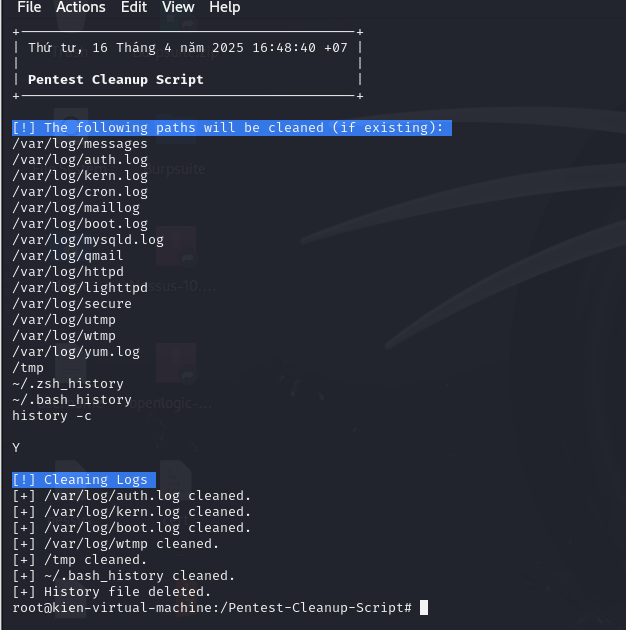 File Actions Edit View Help
+------------------------------------------+
| Thứ tư, 16 Tháng 4 năm 2025 16:48:40 +07 |
| |
| Pentest Cleanup Script |
+------------------------------------------+
[!] The following paths will be cleaned (if existing):
/var/log/messages
/var/log/auth.log
/var/log/kern.log
/var/log/cron.log
/var/log/maillog
/var/log/boot.log
/var/log/mysqld.log
/var/log/qmail
/var/log/httpd
/var/log/lighttpd
/var/log/secure
/var/log/utmp
/var/log/wtmp
/var/log/yum.log
/tmp
~/.zsh_history
~/.bash_history
history -c
Y
[!] Cleaning Logs
[+] /var/log/auth.log cleaned.
[+] /var/log/kern.log cleaned.
[+] /var/log/boot.log cleaned.
[+] /var/log/wtmp cleaned.
[+] /tmp cleaned.
[+] ~/.bash_history cleaned.
[+] History file deleted.
root@kien-virtual-machine:/Pentest-Cleanup-Script#